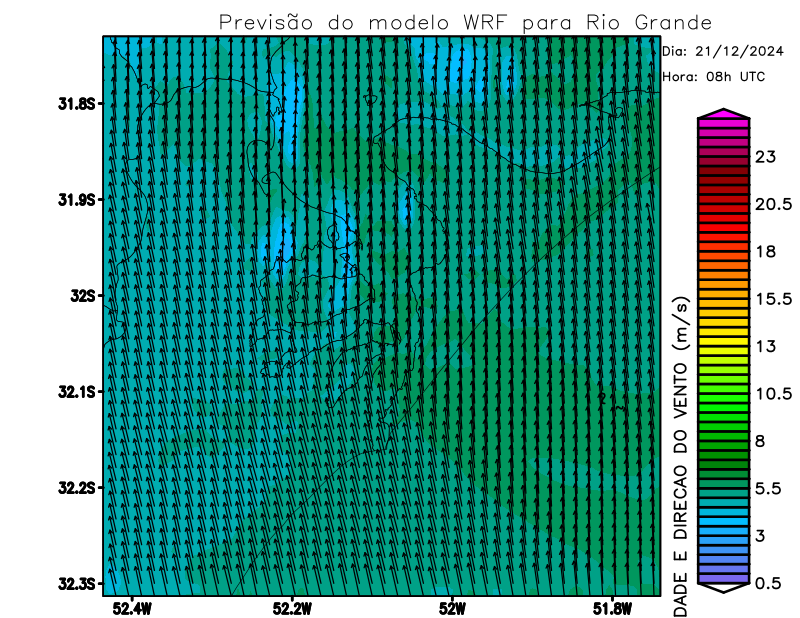 Previsão do modelo WRF para Rio Grande
Dia: 21/12/2024
Hora: 08h UTC
31.8S
31.9S
32S
32.1S
32.2S
32.3S
52.4W
52.2W
52W
51.8W
23
20.5
18
15.5
13
10.5
8
5.5
3
0.5
DADE E DIRECAO DO VENTO (m/s)